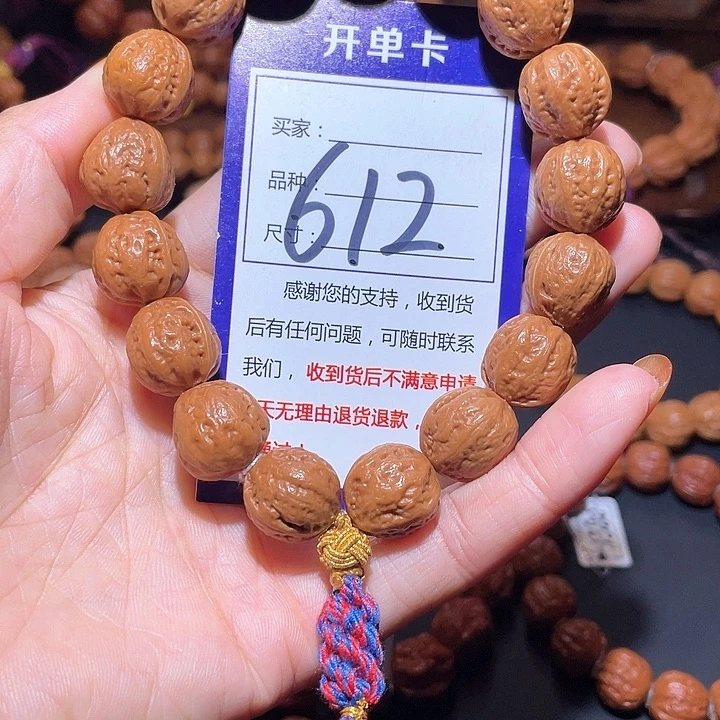 开单卡
买家：
品种：
612
尺寸：
感谢您的支持，收到货
后有任何问题，可随时联系
我们，收到货后不满意申请
天无理由退货退款，